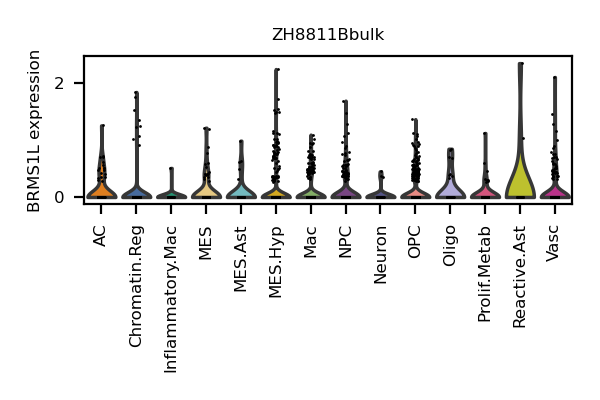 ZH8811Bbulk
BRMS1L expression
2
0
AC
Chromatin.Reg
Inflammatory.Mac
MES
MES.Ast
MES.Hyp
Mac
NPC
Neuron
OPC
Oligo
Prolif.Metab
Reactive.Ast
Vasc